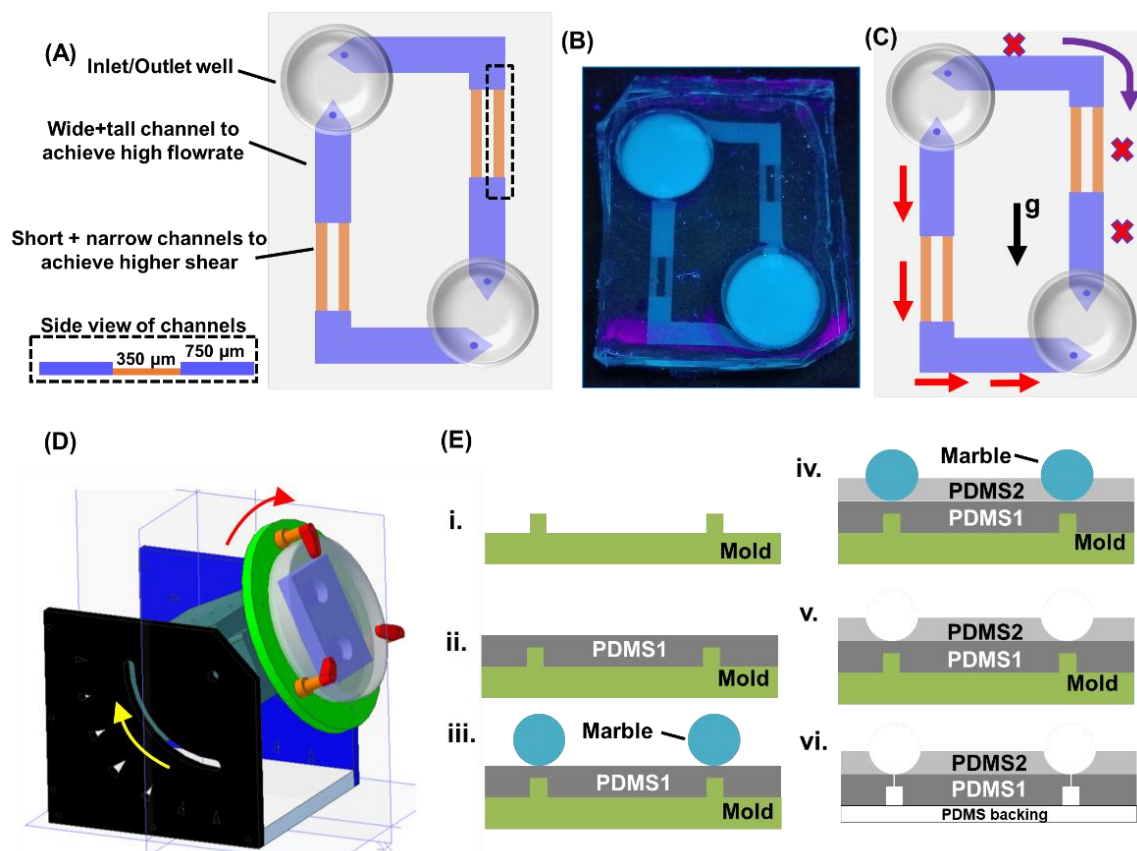 (A)
Inlet/Outlet well
Wide+tall channel to
achieve high flowrate
Short + narrow channels to
achieve higher shear
Side view of channels
350 µm
750 µm
(B)
(C)
g
(D)
(E)
i.
Mold
ii.
PDMS1
Mold
iii.
Marble
PDMS1
Mold
iv.
Marble
PDMS2
PDMS1
Mold
v.
PDMS2
PDMS1
Mold
vi.
PDMS2
PDMS1
PDMS backing